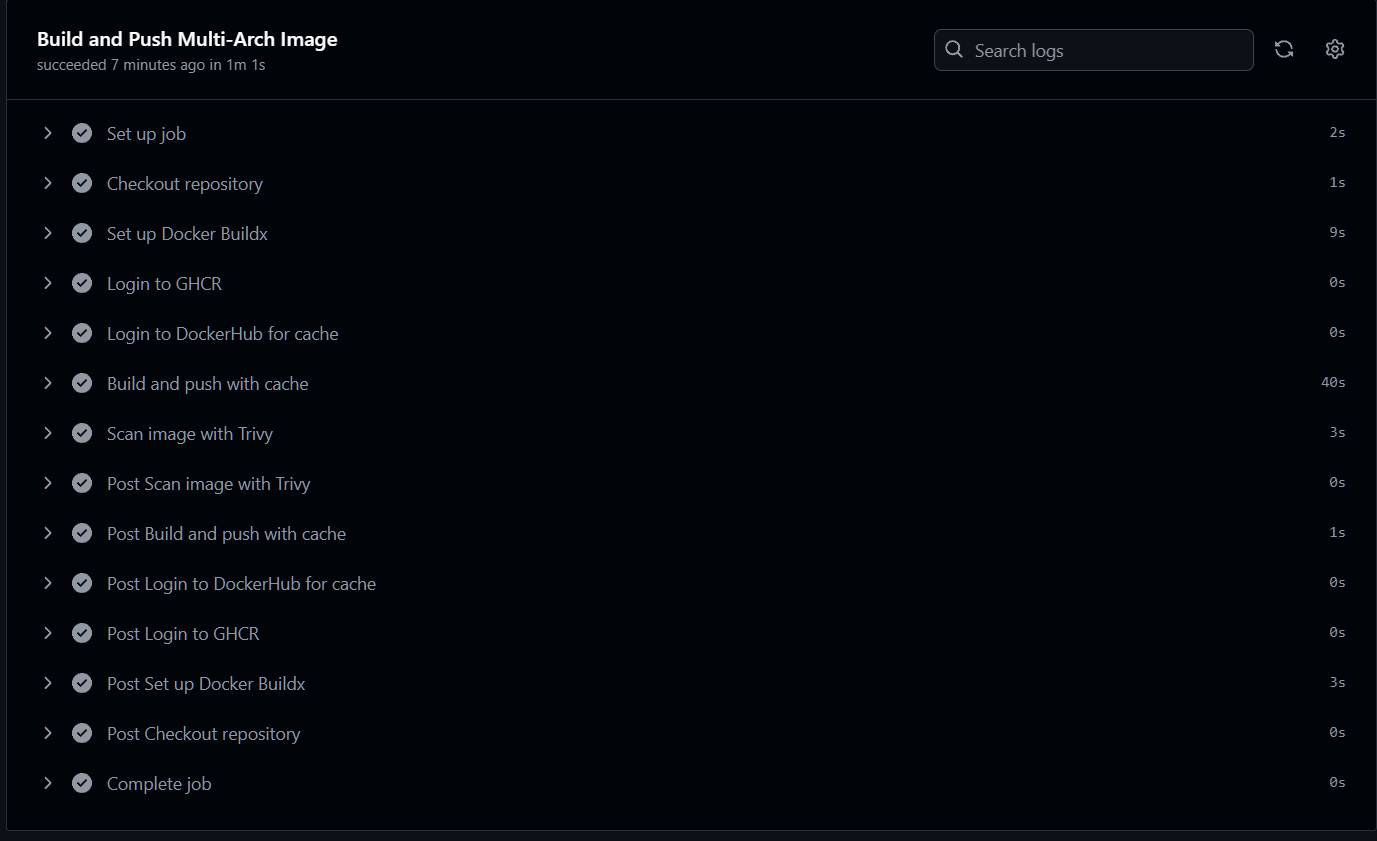 Build and Push Multi-Arch Image
succeeded 7 minutes ago in 1m 1s
Search logs
Set up job 2s
Checkout repository 1s
Set up Docker Buildx 9s
Login to GHCR 0s
Login to DockerHub for cache 0s
Build and push with cache 40s
Scan image with Trivy 3s
Post Scan image with Trivy 0s
Post Build and push with cache 1s
Post Login to DockerHub for cache 0s
Post Login to GHCR 0s
Post Set up Docker Buildx 3s
Post Checkout repository 0s
Complete job 0s